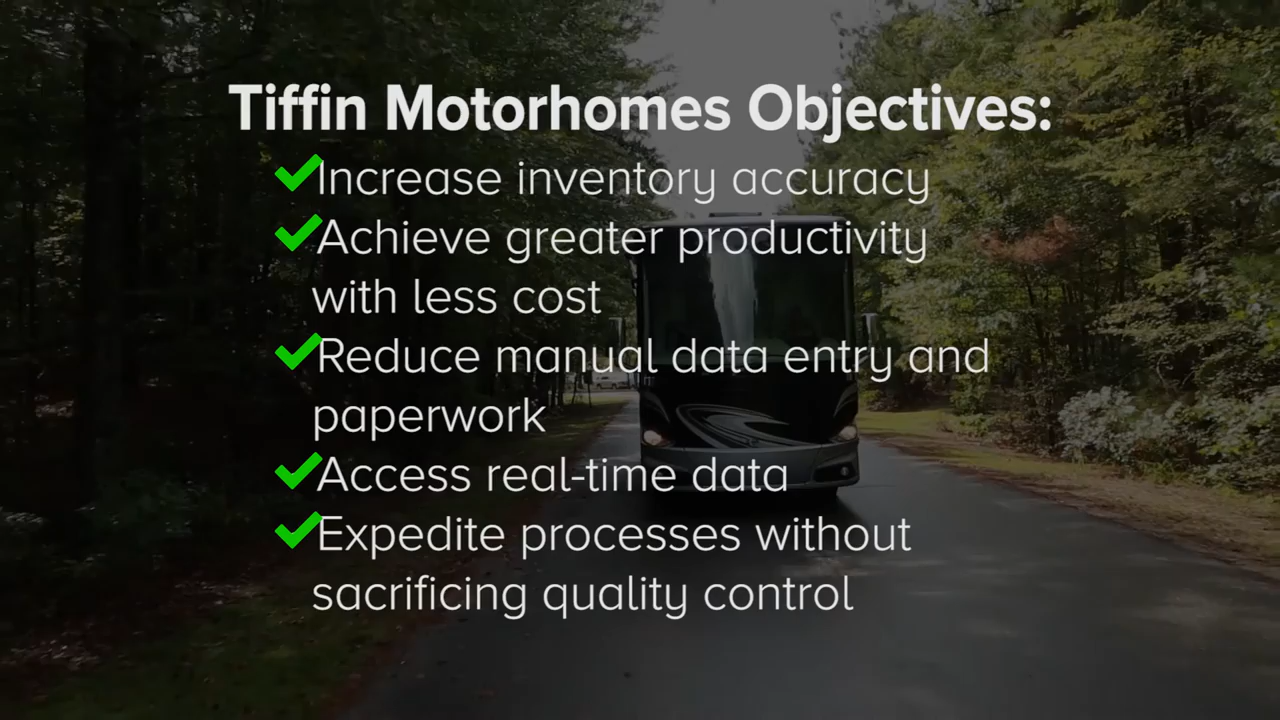 Tiffin Motorhomes Objectives:
Increase inventory accuracy
Achieve greater productivity
with less cost
Reduce manual data entry and
paperwork
Access real-time data
Expedite processes without
sacrificing quality control